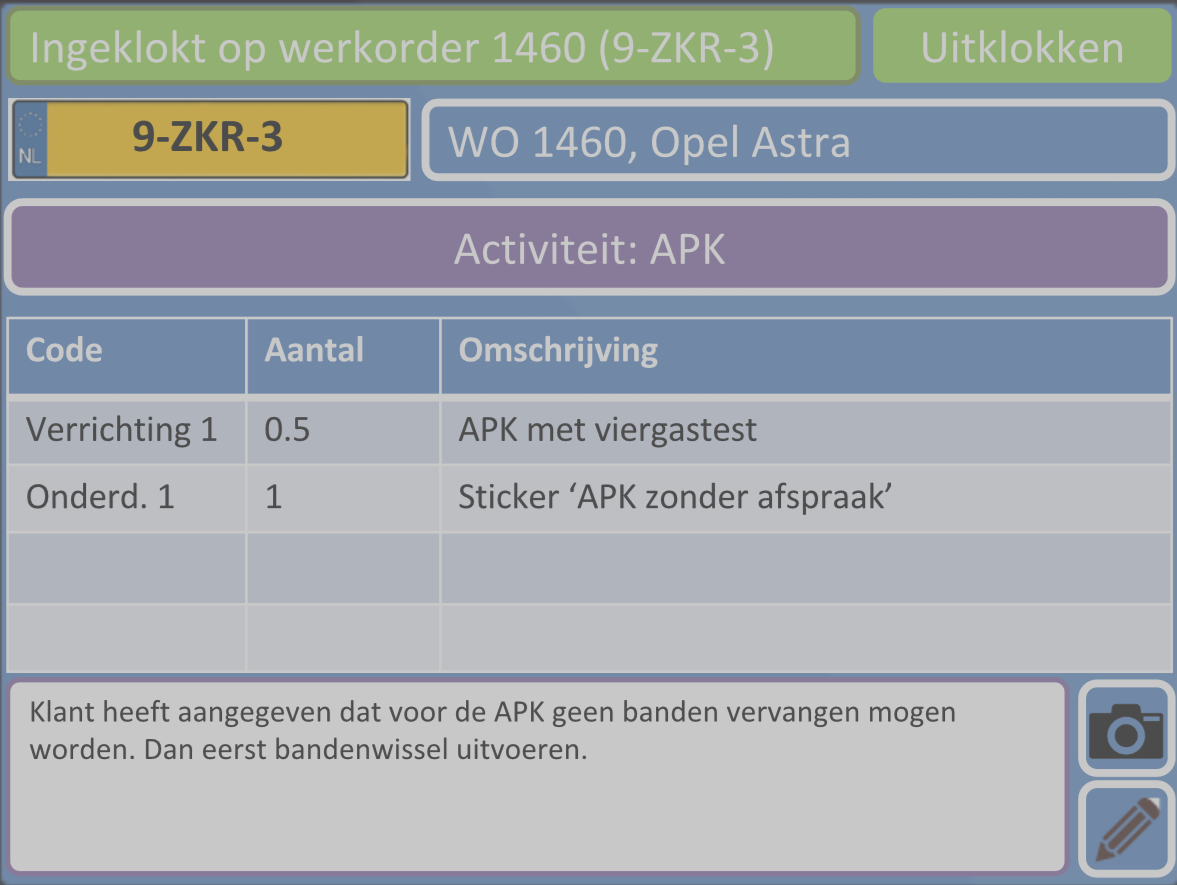 Ingeklokt op werkorder 1460 (9-ZKR-3) Uitklokken
NL 9-ZKR-3 WO 1460, Opel Astra
Activiteit: APK
Code Aantal Omschrijving
Verrichting 1 0.5 APK met viergastest
Onderd. 1 1 Sticker ‘APK zonder afspraak’
Klant heeft aangegeven dat voor de APK geen banden vervangen mogen
worden. Dan eerst bandenwissel uitvoeren.